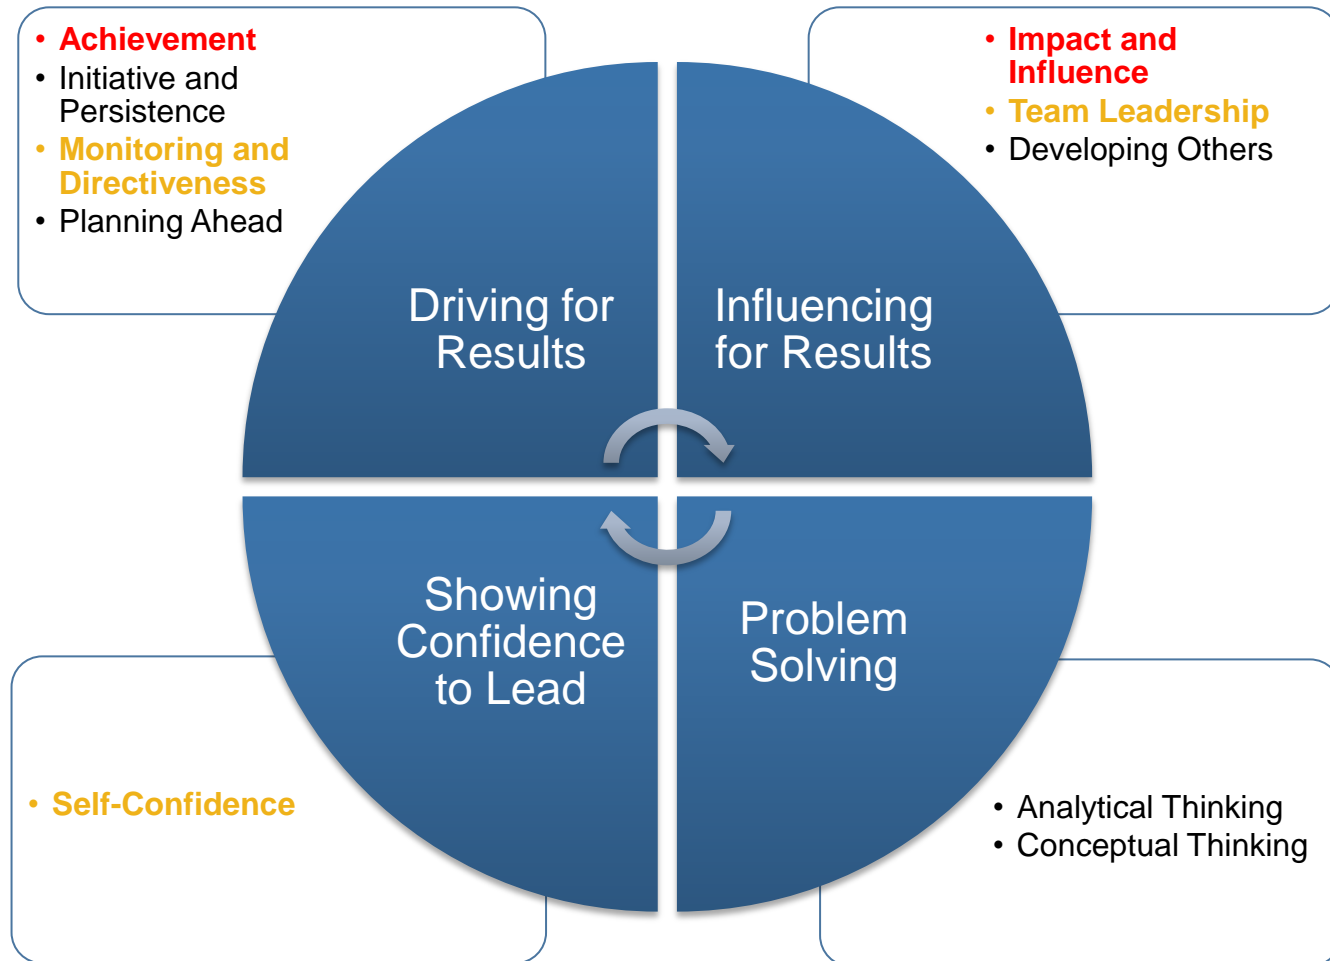 • Achievement
• Initiative and
Persistence
• Monitoring and
Directiveness
• Planning Ahead
• Impact and
Influence
• Team Leadership
• Developing Others
Driving for
Results
Influencing
for Results
Showing
Confidence
to Lead
Problem
Solving
• Self-Confidence
• Analytical Thinking
• Conceptual Thinking